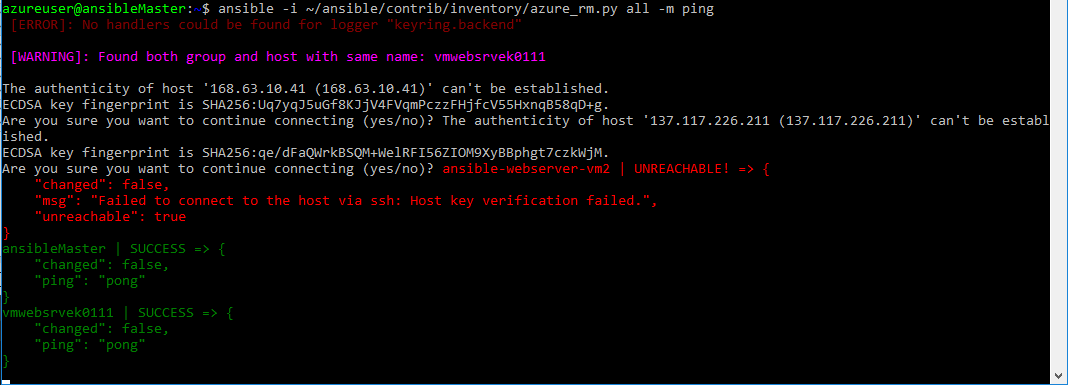 azureuser@ansibleMaster:~$ ansible -i ~/ansible/contrib/inventory/azure_rm.py all -m ping
[ERROR]: No handlers could be found for logger "keyring.backend"
[WARNING]: Found both group and host with same name: vmwebsrvek0111
The authenticity of host '168.63.10.41 (168.63.10.41)' can't be established.
ECDSA key fingerprint is SHA256:Uq7yqJ5uGf8KJjV4FVqmPczzFHjfcV55HxnqB58qD+g.
Are you sure you want to continue connecting (yes/no)? The authenticity of host '137.117.226.211 (137.117.226.211)' can't be establ
ished.
ECDSA key fingerprint is SHA256:qe/dFaQWrkBSQM+WelRFI56ZIOM9XyBBphgt7czkWjM.
Are you sure you want to continue connecting (yes/no)? ansible-webserver-vm2 | UNREACHABLE! => {
    "changed": false,
    "msg": "Failed to connect to the host via ssh: Host key verification failed.",
    "unreachable": true
}
ansibleMaster | SUCCESS => {
    "changed": false,
    "ping": "pong"
}
vmwebsrvek0111 | SUCCESS => {
    "changed": false,
    "ping": "pong"
}